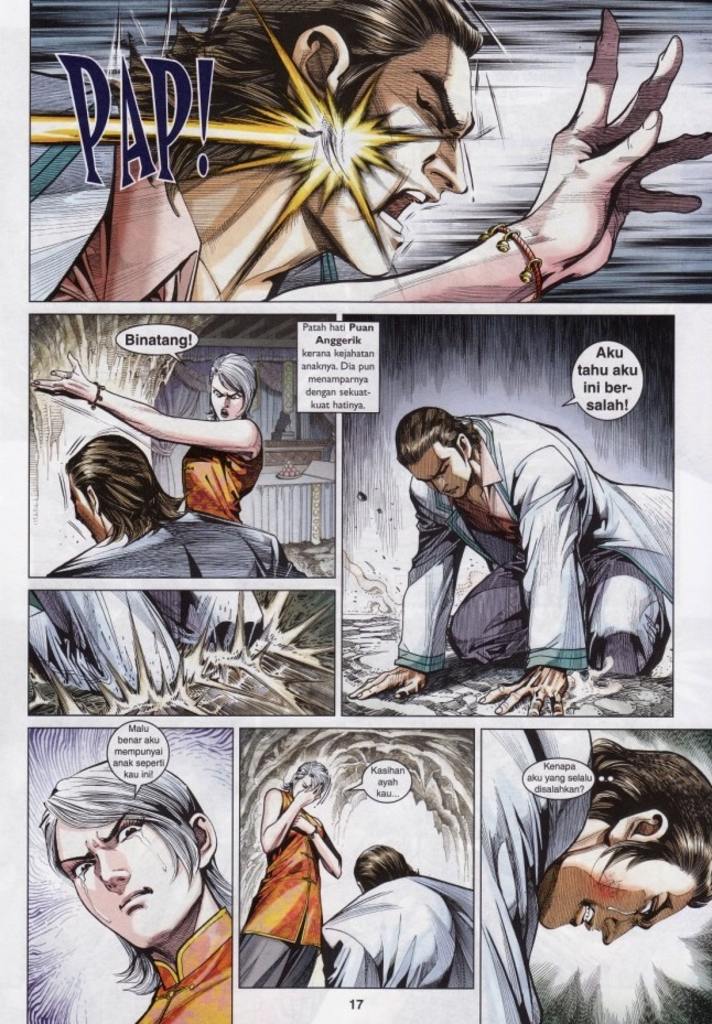 PAP!
Binatang!
Patah hati Puan
Anggerik
kerana kejahatan
anaknya. Dia pun
menamparnya
dengan sekuat-
kuat hatinya.
Aku
tahu aku
ini ber-
salah!
Malu
benar aku
mempunyai
anak seperti
kau ini!
Kasihan
ayah
kau...
Kenapa
aku yang selalu
disalahkan?
17